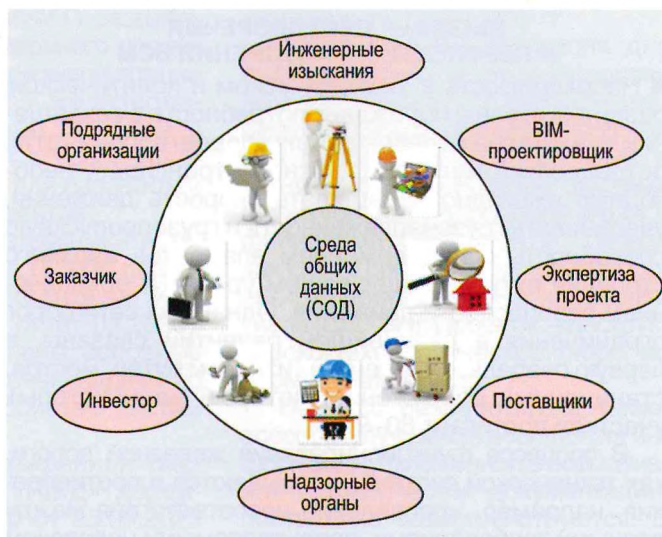 Инженерные
изыскания
Подрядные
организации
BIM-
проектировщик
Среда
общих
данных
(СОД)
Заказчик
Экспертиза
проекта
Инвестор
Поставщики
Надзорные
органы